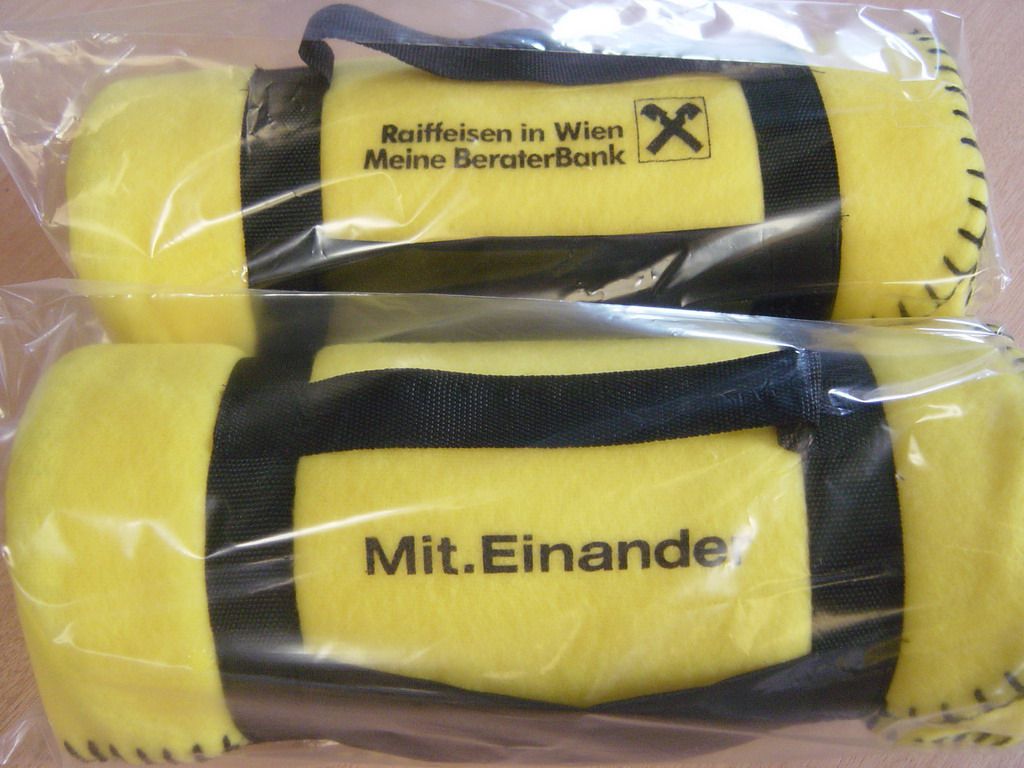 Raiffeisen in Wien
Meine BeraterBank
Mit.Einander